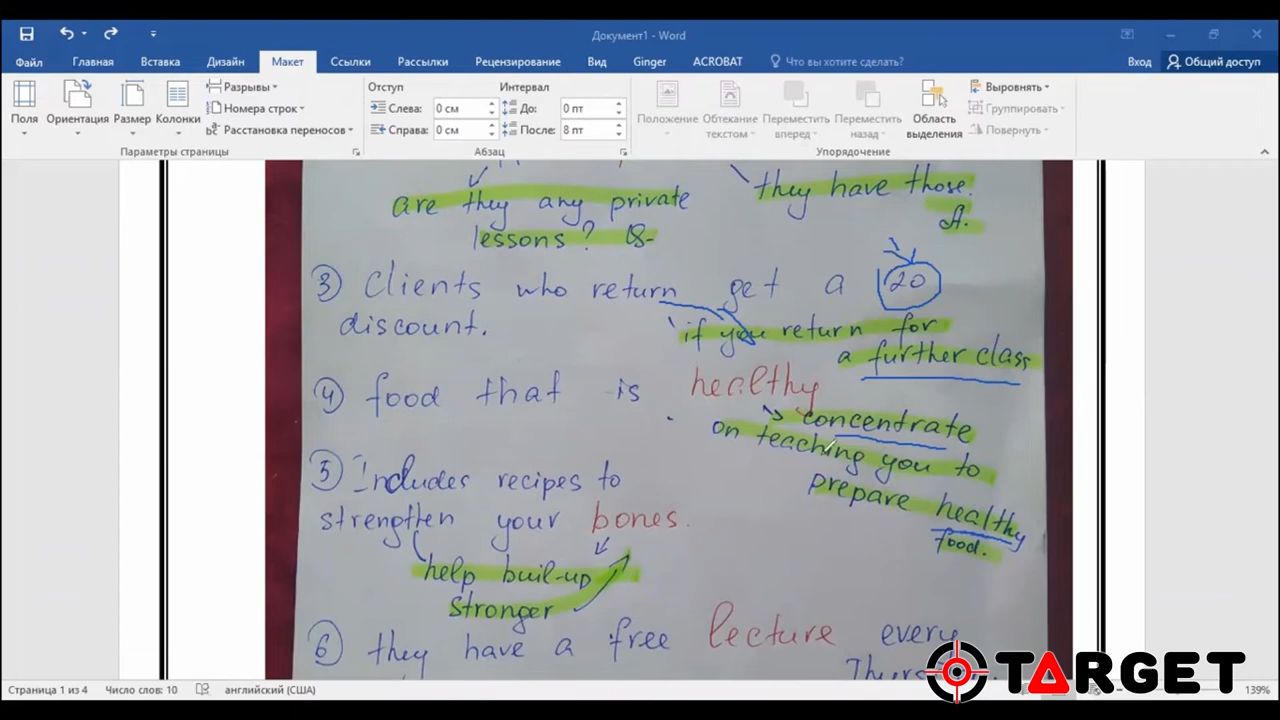 Документ1 - Word
Файл Главная Вставка Дизайн Макет Ссылки Рассылки Рецензирование Вид Ginger ACROBAT Что вы хотите сделать? Вход Общий доступ
Поля Ориентация Размер Колонки
Разрывы
Номера строк
Расстановка переносов
Параметры страницы
Отступ
Слева: 0 см
Справа: 0 см
Интервал
До: 0 пт
После: 8 пт
Абзац
Положение Обтекание текстом Переместить вперед Переместить назад Область выделения
Выровнять
Группировать
Повернуть
Упорядочение
are they any private
lessons? Q-
they have those.
A.
3 Clients who return get a 20
discount.
if you return for
a further class
4 food that is healthy
concentrate
on teaching you to
prepare healthy
food.
5 Includes recipes to
strengthen your bones.
help buil-up
stronger
6 they have a free lecture every
TARGET
Страница 1 из 4 Число слов: 10 английский (США) 139%